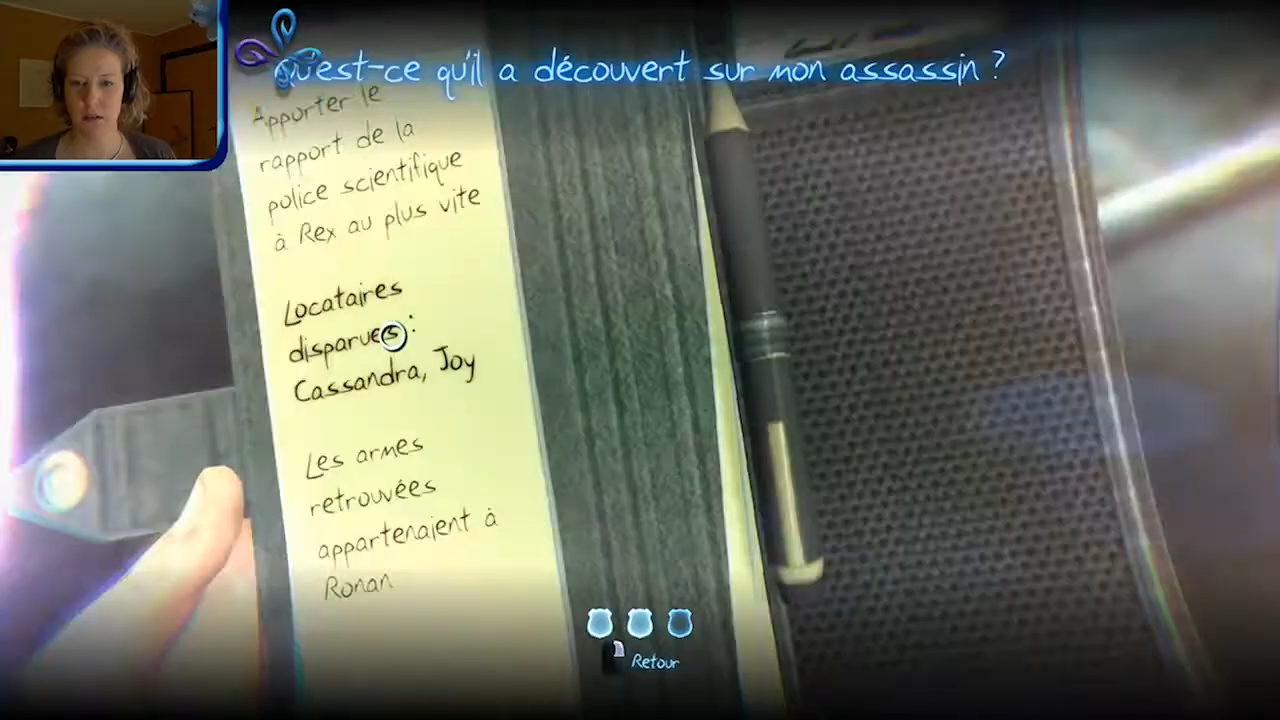 Qu'est-ce qu'il a découvert sur mon assassin ?
Apporter le
rapport de la
police scientifique
à Rex au plus vite
Locataires
disparues :
Cassandra, Joy
Les armes
retrouvées
appartenaient à
Ronan
Retour